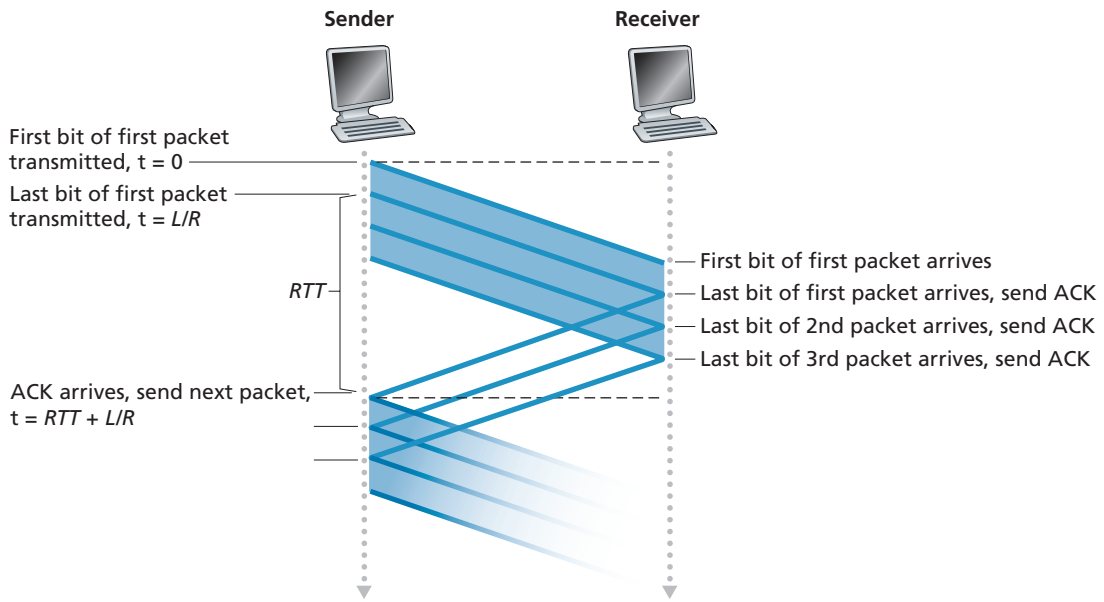 Sender
Receiver
First bit of first packet
transmitted, t = 0
Last bit of first packet
transmitted, t = L/R
RTT
First bit of first packet arrives
Last bit of first packet arrives, send ACK
Last bit of 2nd packet arrives, send ACK
Last bit of 3rd packet arrives, send ACK
ACK arrives, send next packet,
t = RTT + L/R